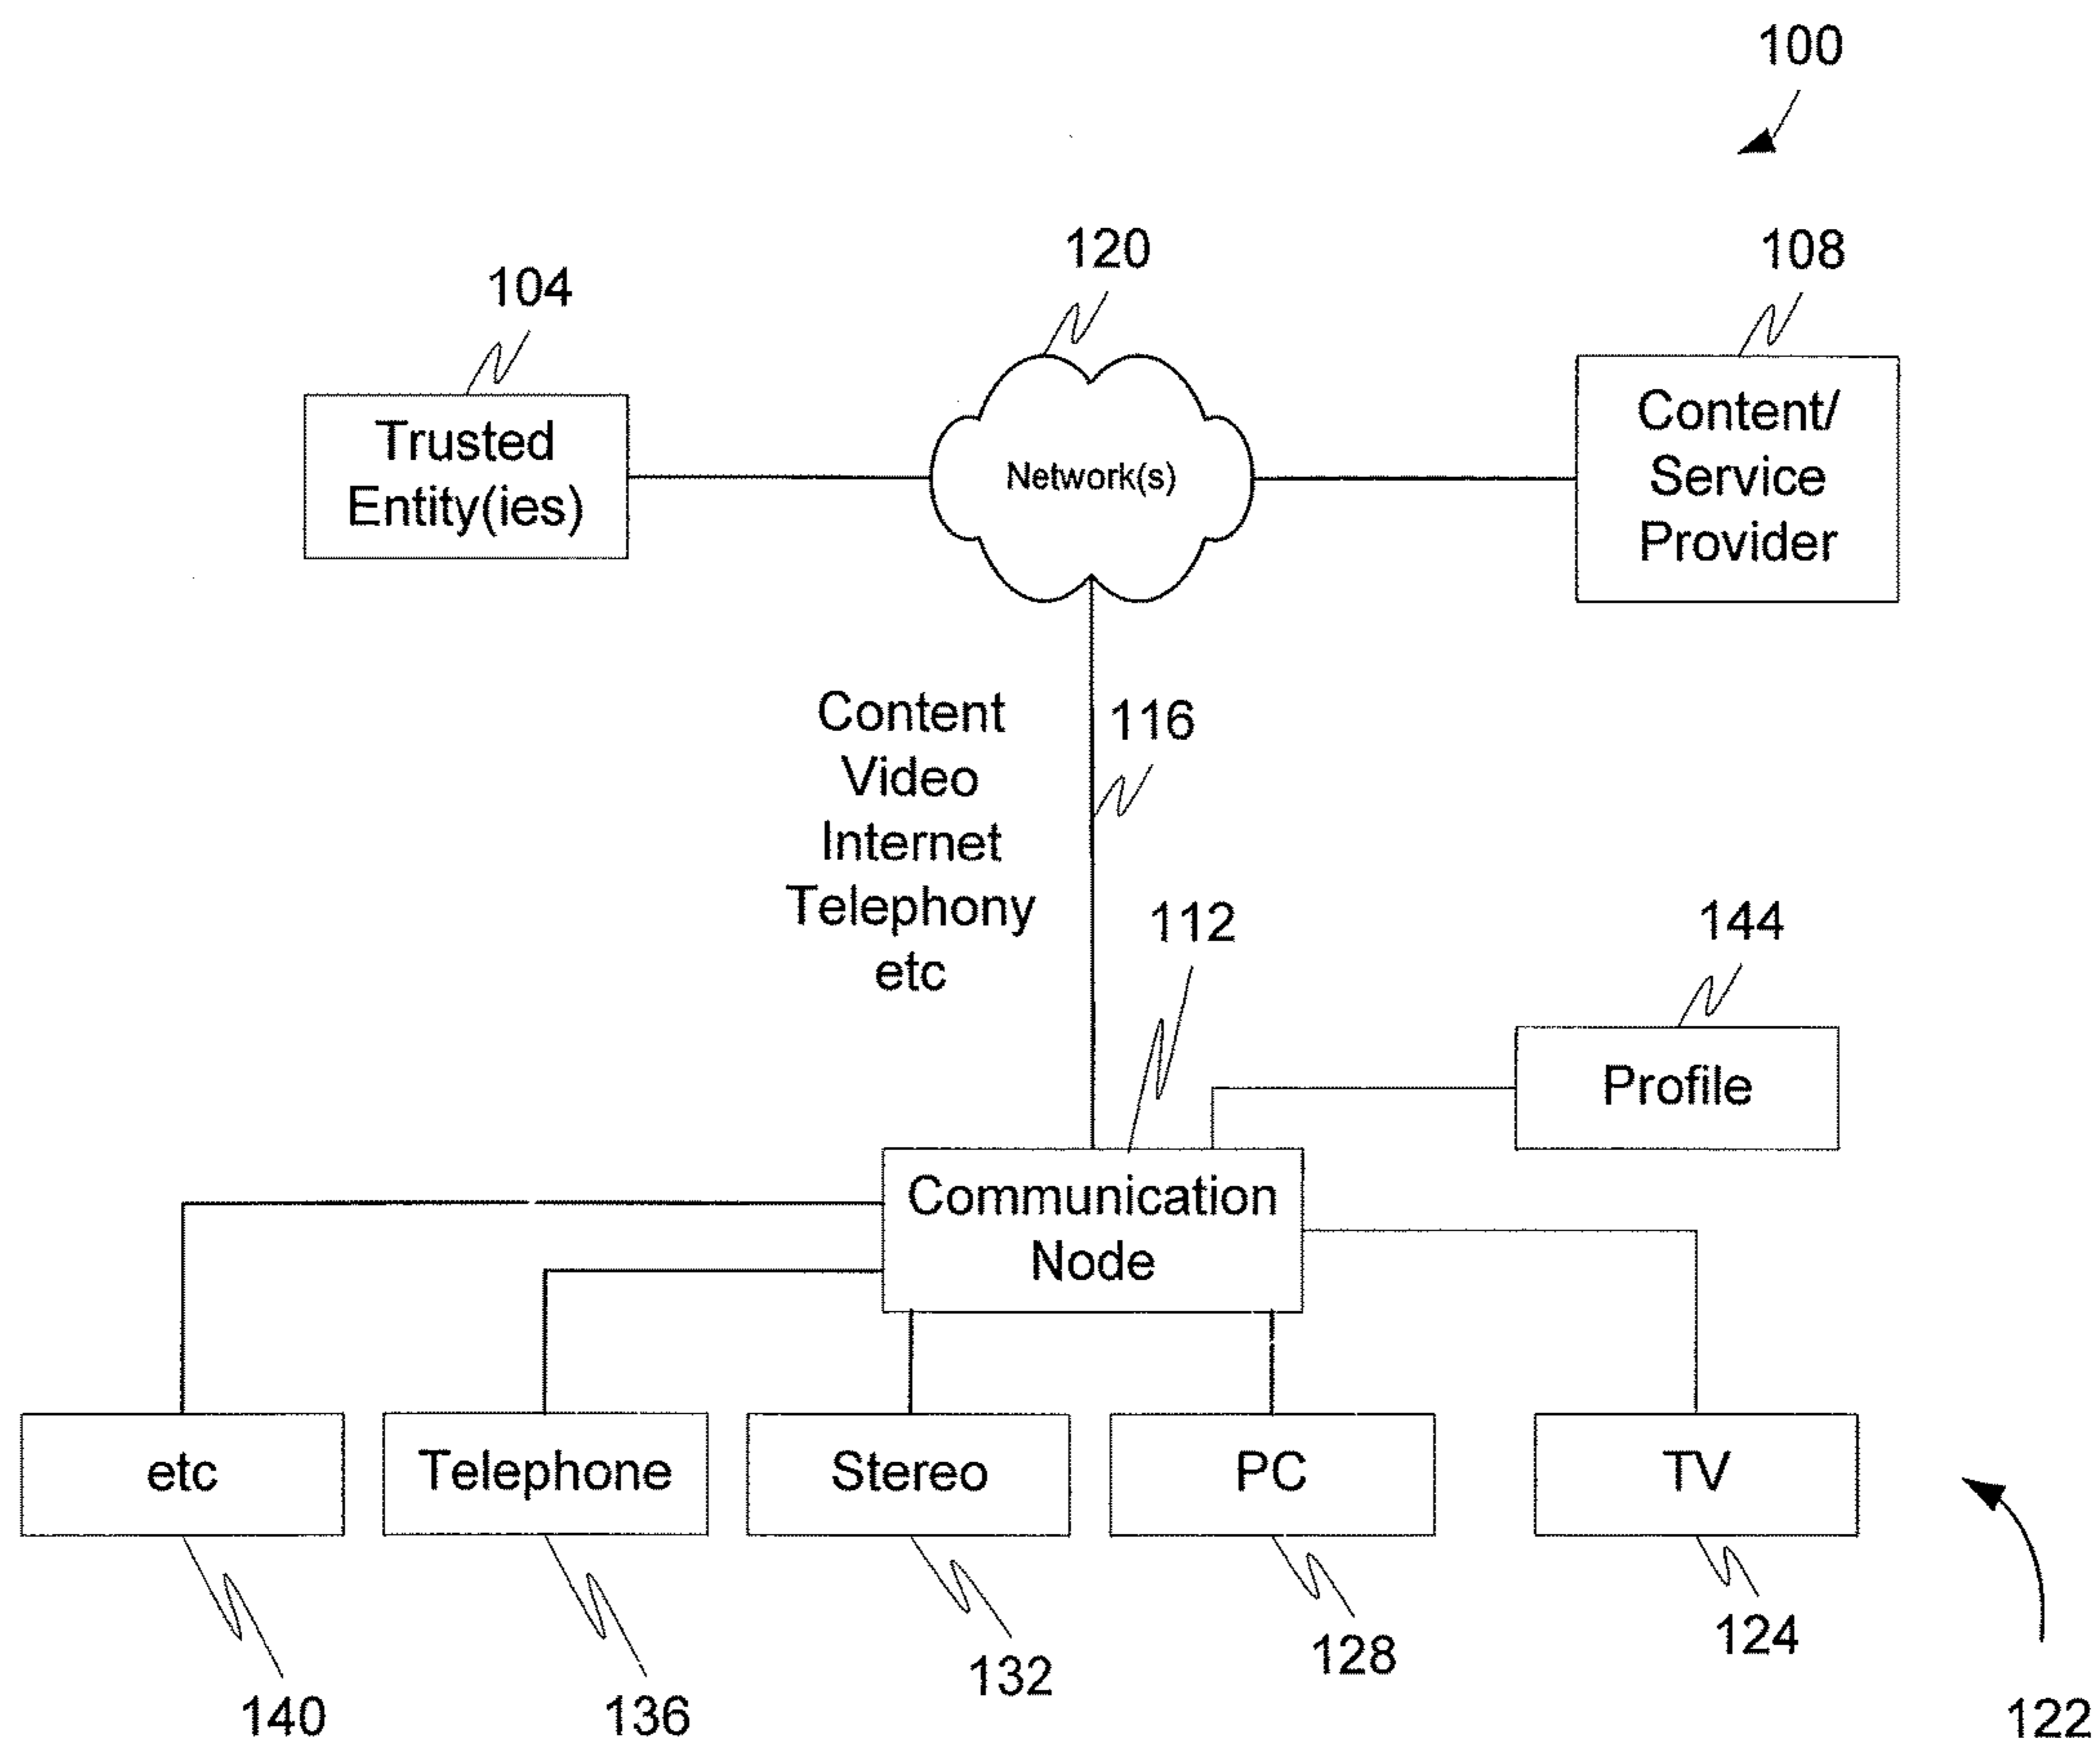 100
120
108
104
Trusted
Entity(ies)
Network(s)
Content/
Service
Provider
Content
Video
Internet
Telephony
etc
116
112
144
Profile
Communication
Node
etc
Telephone
Stereo
PC
TV
140
136
132
128
124
122